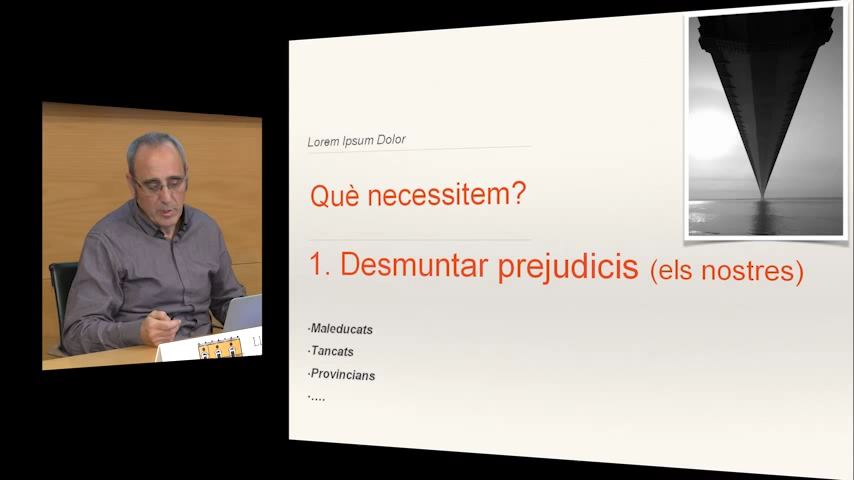 Lorem Ipsum Dolor
Què necessitem?
1. Desmuntar prejudicis (els nostres)
·Maleducats
·Tancats
·Provincians
·....